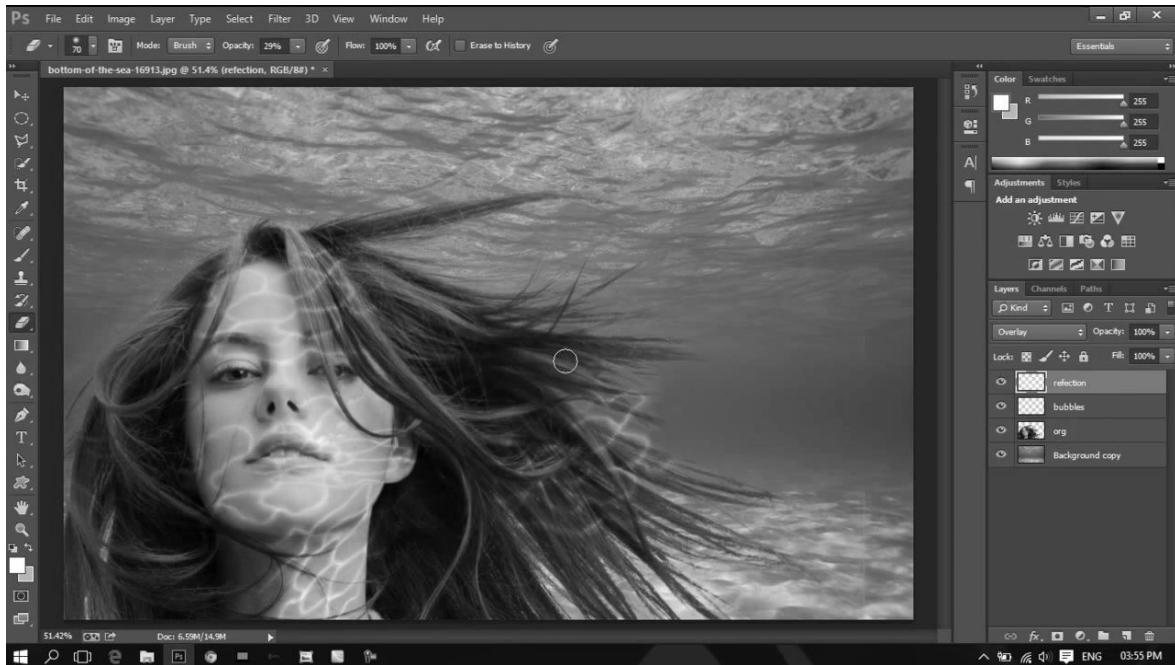 Ps File Edit Image Layer Type Select Filter 3D View Window Help
70 Mode: Brush Opacity: 29% Flow: 100% Erase to History Essentials
bottom-of-the-sea-16913.jpg @ 51.4% (refection, RGB/8#) * ×
Color Swatches
R 255
G 255
B 255
Adjustments Styles
Add an adjustment
Layers Channels Paths
Kind
Overlay Opacity: 100%
Lock: Fill: 100%
refection
bubbles
org
Background copy
51.42% Doc: 6.59M/14.9M
fx
Ps ENG 03:55 PM